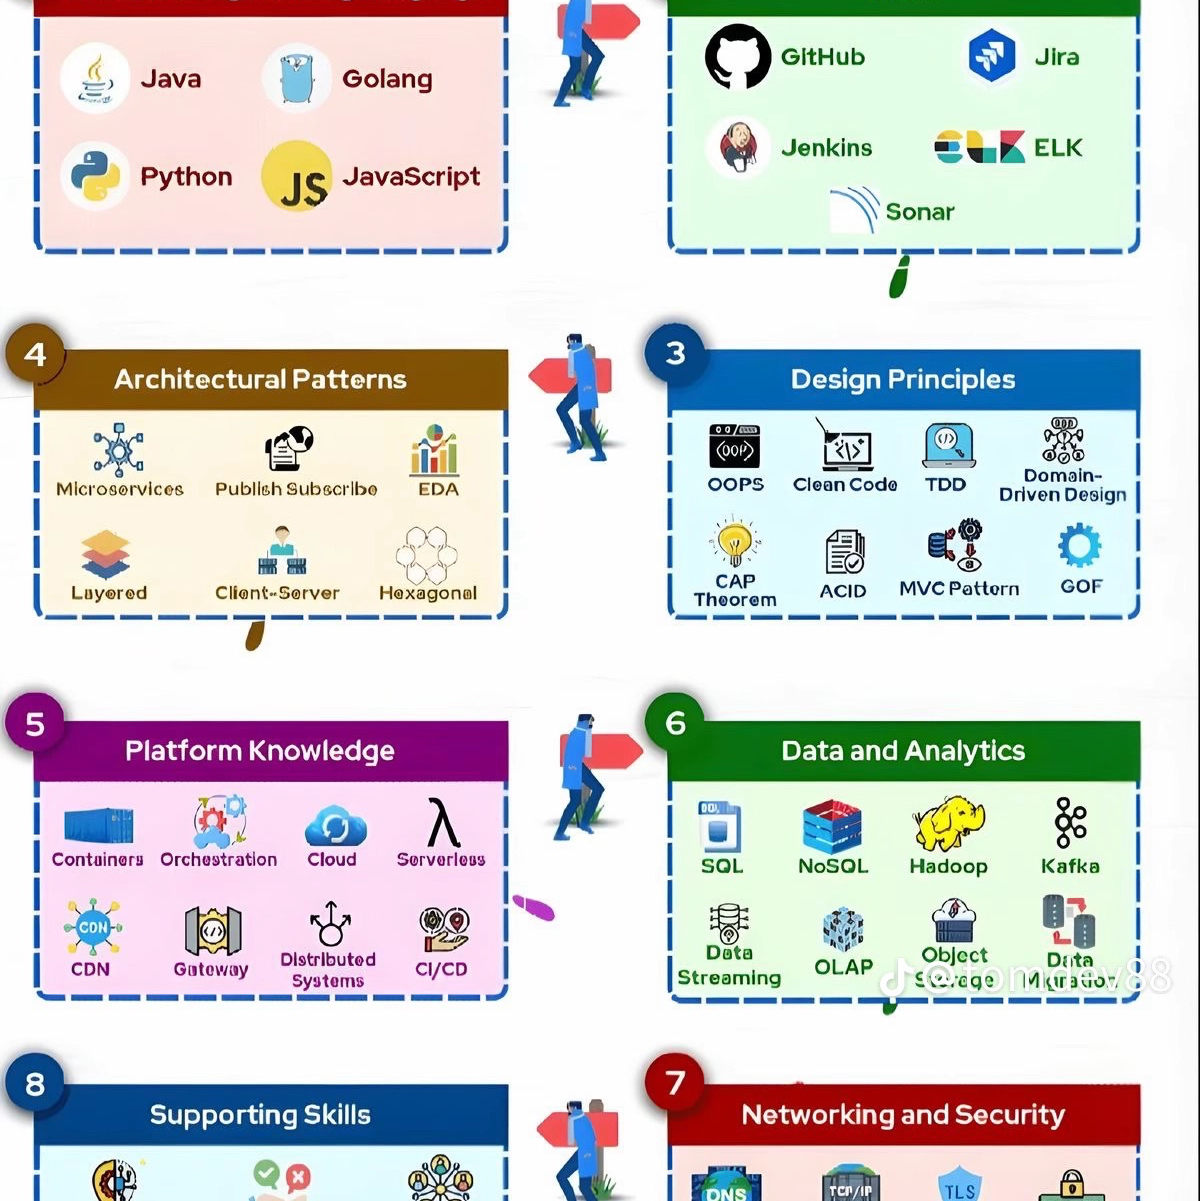 Java
Golang
Python
JS
JavaScript
GitHub
Jira
Jenkins
ELK
Sonar
4
Architectural Patterns
Microservices
Publish Subscribe
EDA
Layered
Client-Server
Hexagonal
3
Design Principles
OOP
OOPS
Clean Code
TDD
Domain-
Driven Design
CAP
Theorem
ACID
MVC Pattern
GOF
5
Platform Knowledge
Containers
Orchestration
Cloud
Serverless
CDN
CDN
Gateway
Distributed
Systems
CI/CD
6
Data and Analytics
SQL
NoSQL
Hadoop
Kafka
Data
Streaming
OLAP
Object
Storage
Data
Migration
@tomdev88
8
Supporting Skills
7
Networking and Security
DNS
TCP/IP
TLS